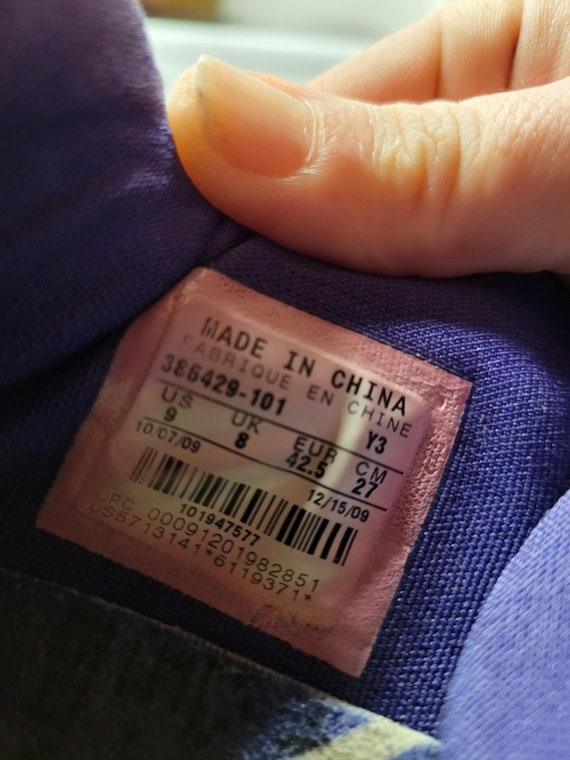 MADE IN CHINA
FABRIQUE EN CHINE
386429-101 Y3
US UK EUR CM
9 8 42.5 27
10/07/09 12/15/09
101947577
UPC 00091201982851
US5713141*6119371*